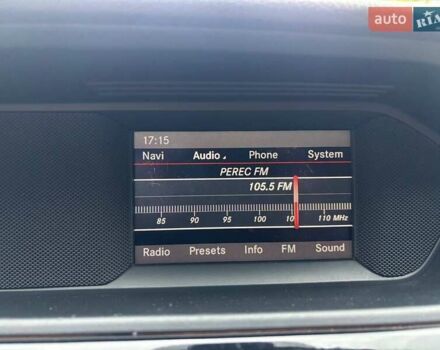 auto RIA
17:15
Navi Audio Phone System
PEREC FM
105.5 FM
85 90 95 100 10 110 MHz
Radio Presets Info FM Sound